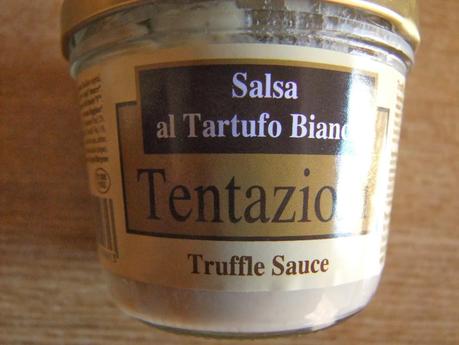 Salsa
al Tartufo Bianc
Tentazio
Truffle Sauce